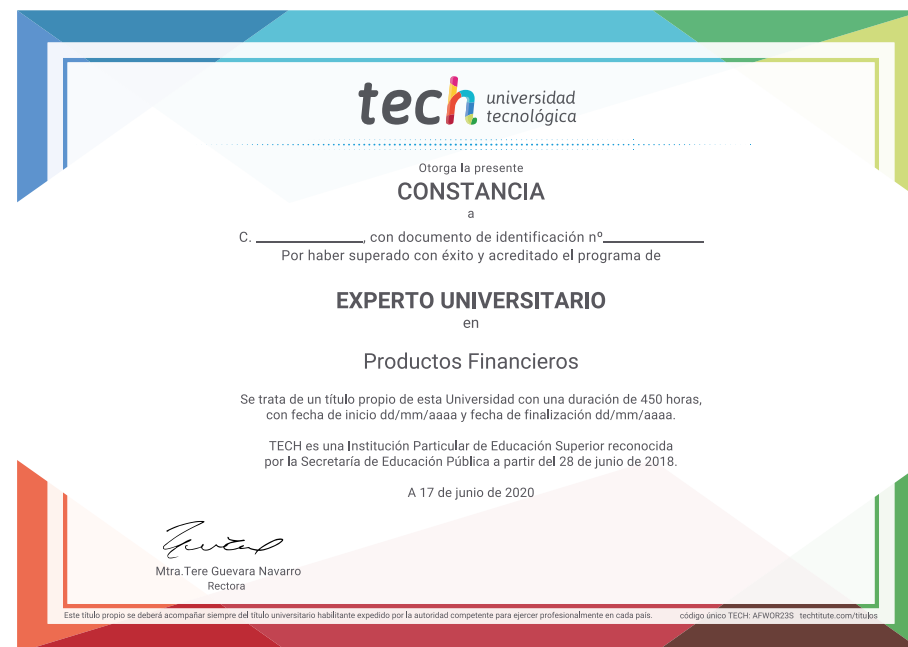 tech universidad
tecnológica
Otorga la presente
CONSTANCIA
a
C. ______________, con documento de identificación nº______________
Por haber superado con éxito y acreditado el programa de
EXPERTO UNIVERSITARIO
en
Productos Financieros
Se trata de un título propio de esta Universidad con una duración de 450 horas,
con fecha de inicio dd/mm/aaaa y fecha de finalización dd/mm/aaaa.
TECH es una Institución Particular de Educación Superior reconocida
por la Secretaría de Educación Pública a partir del 28 de junio de 2018.
A 17 de junio de 2020
Mtra.Tere Guevara Navarro
Rectora
Este título propio se deberá acompañar siempre del título universitario habilitante expedido por la autoridad competente para ejercer profesionalmente en cada país. código único TECH: AFWOR23S techtitute.com/titulos